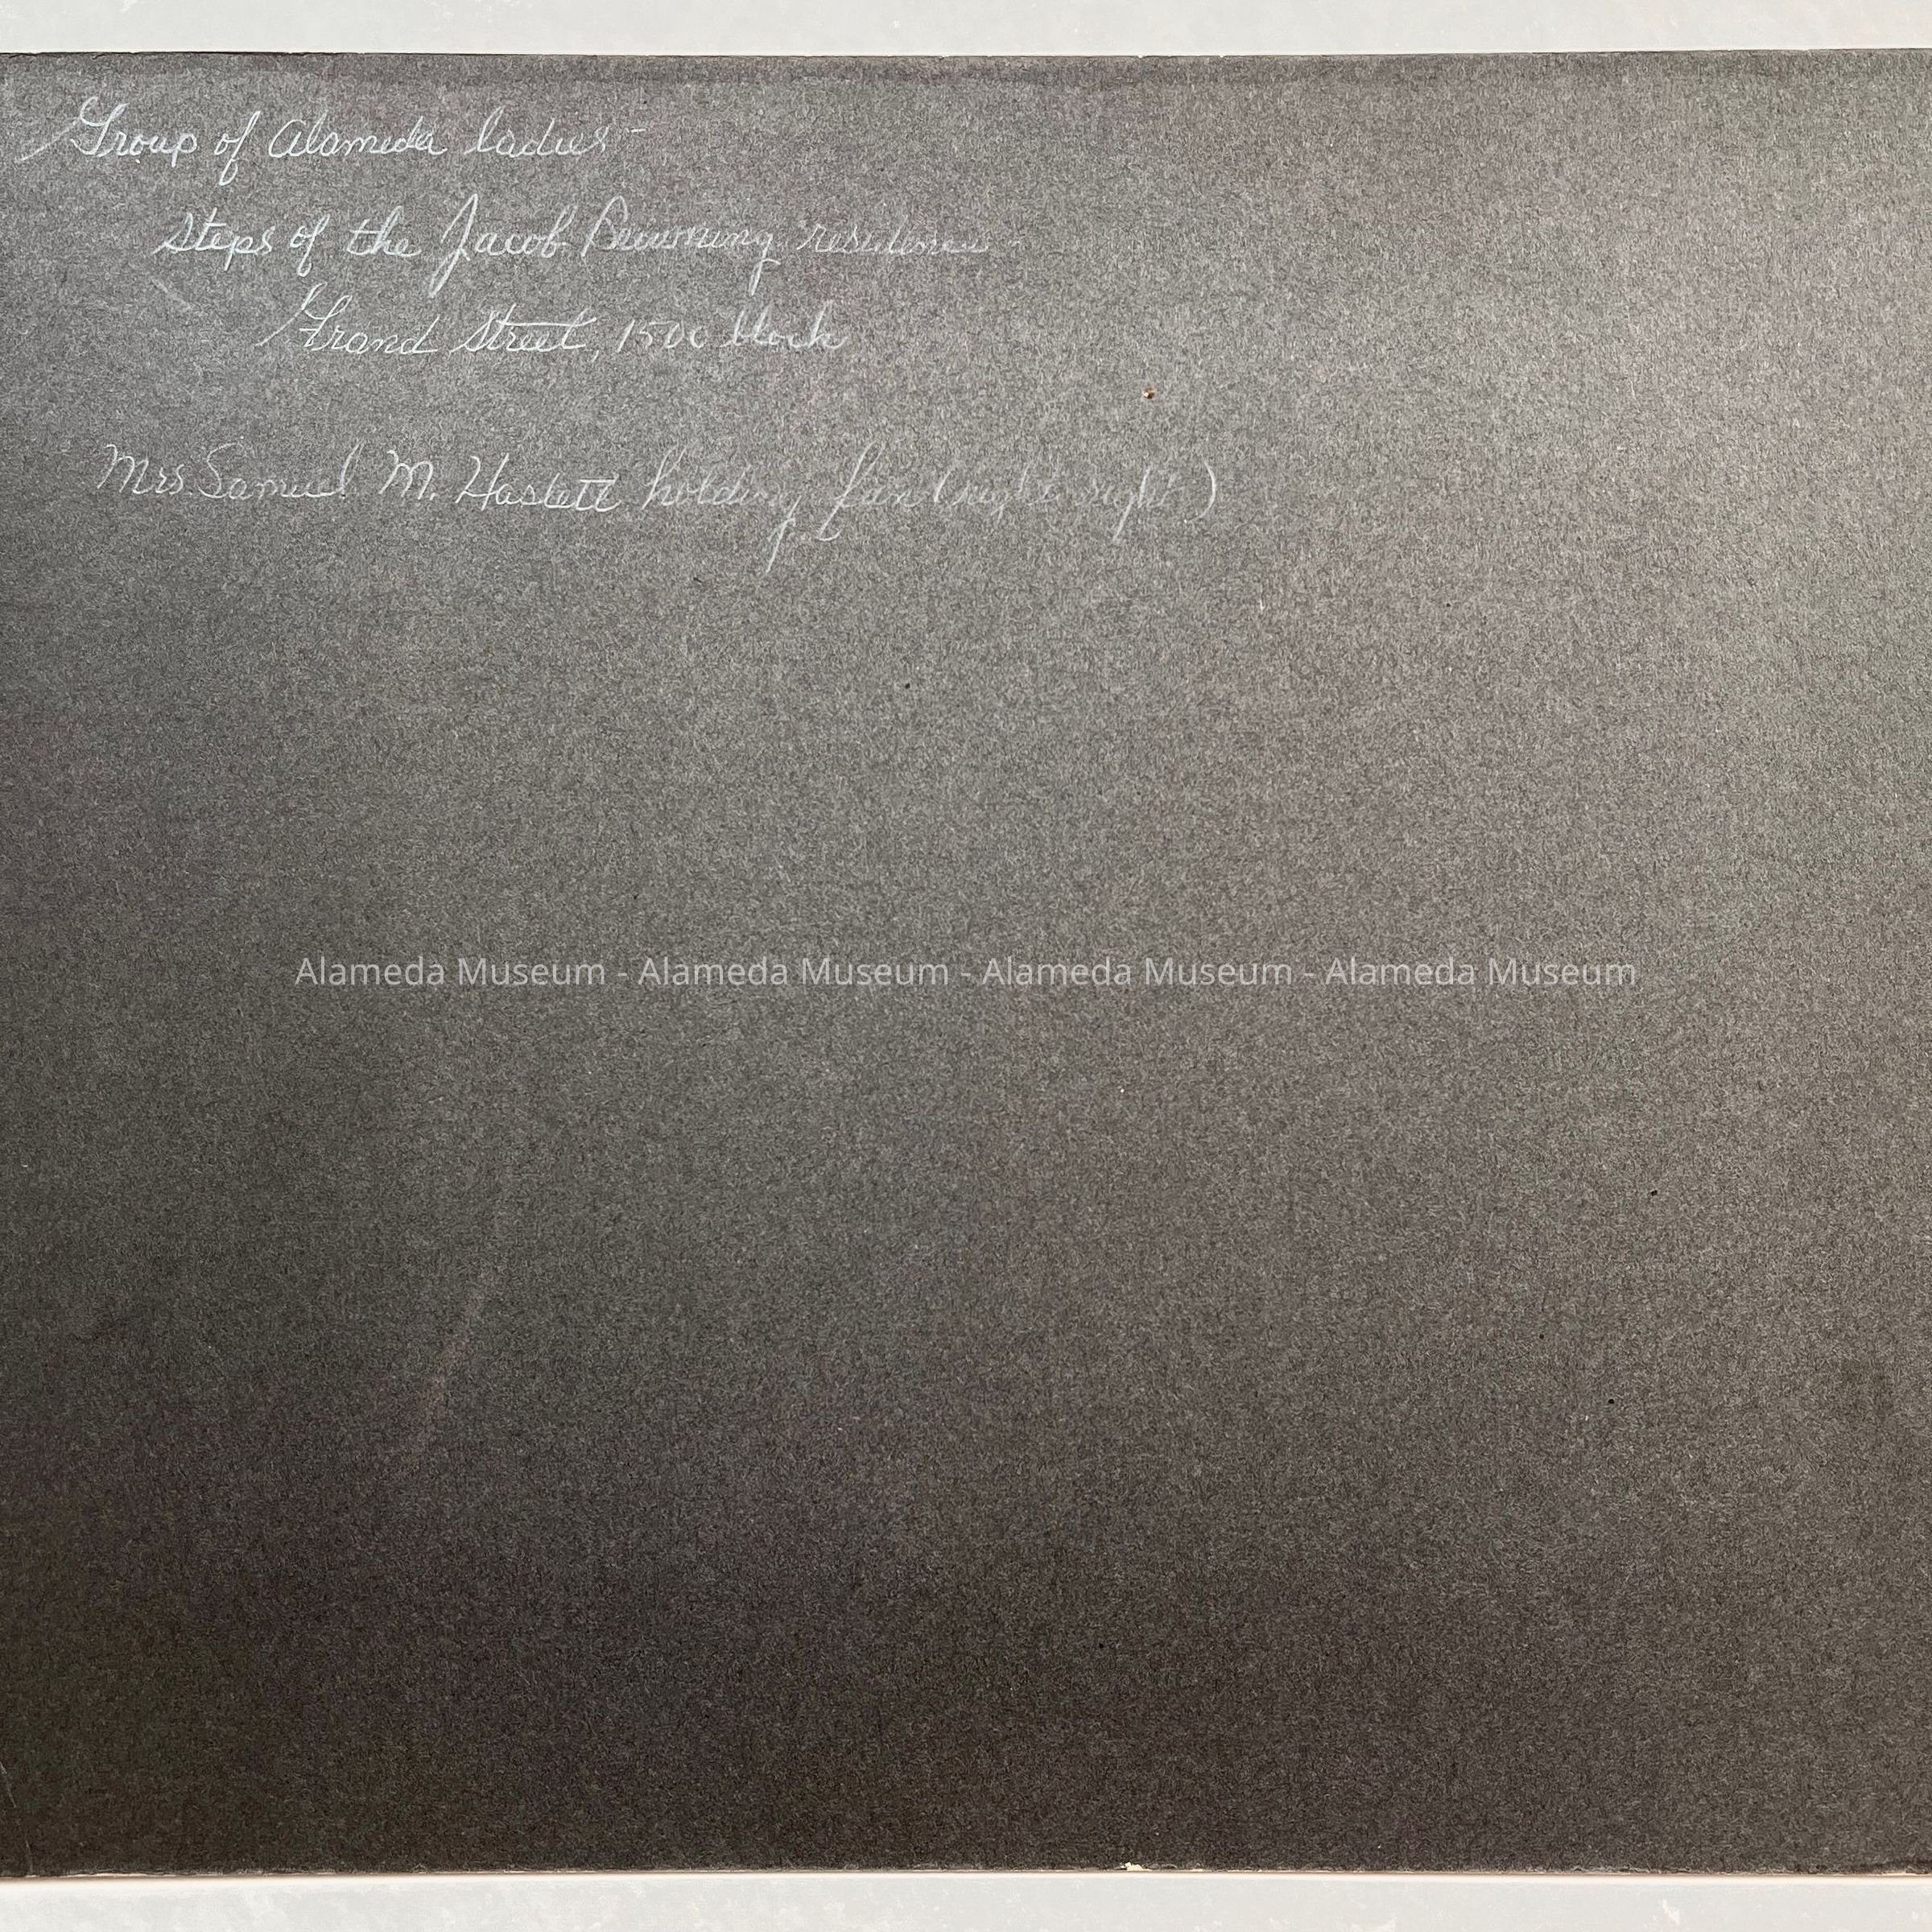 Group of Alameda ladies-
Steps of the Jacob Browning residence -
Grand Street, 1500 block
Mrs. Samuel M. Haslett holding fan ( right)
Alameda Museum - Alameda Museum - Alameda Museum - Alameda Museum